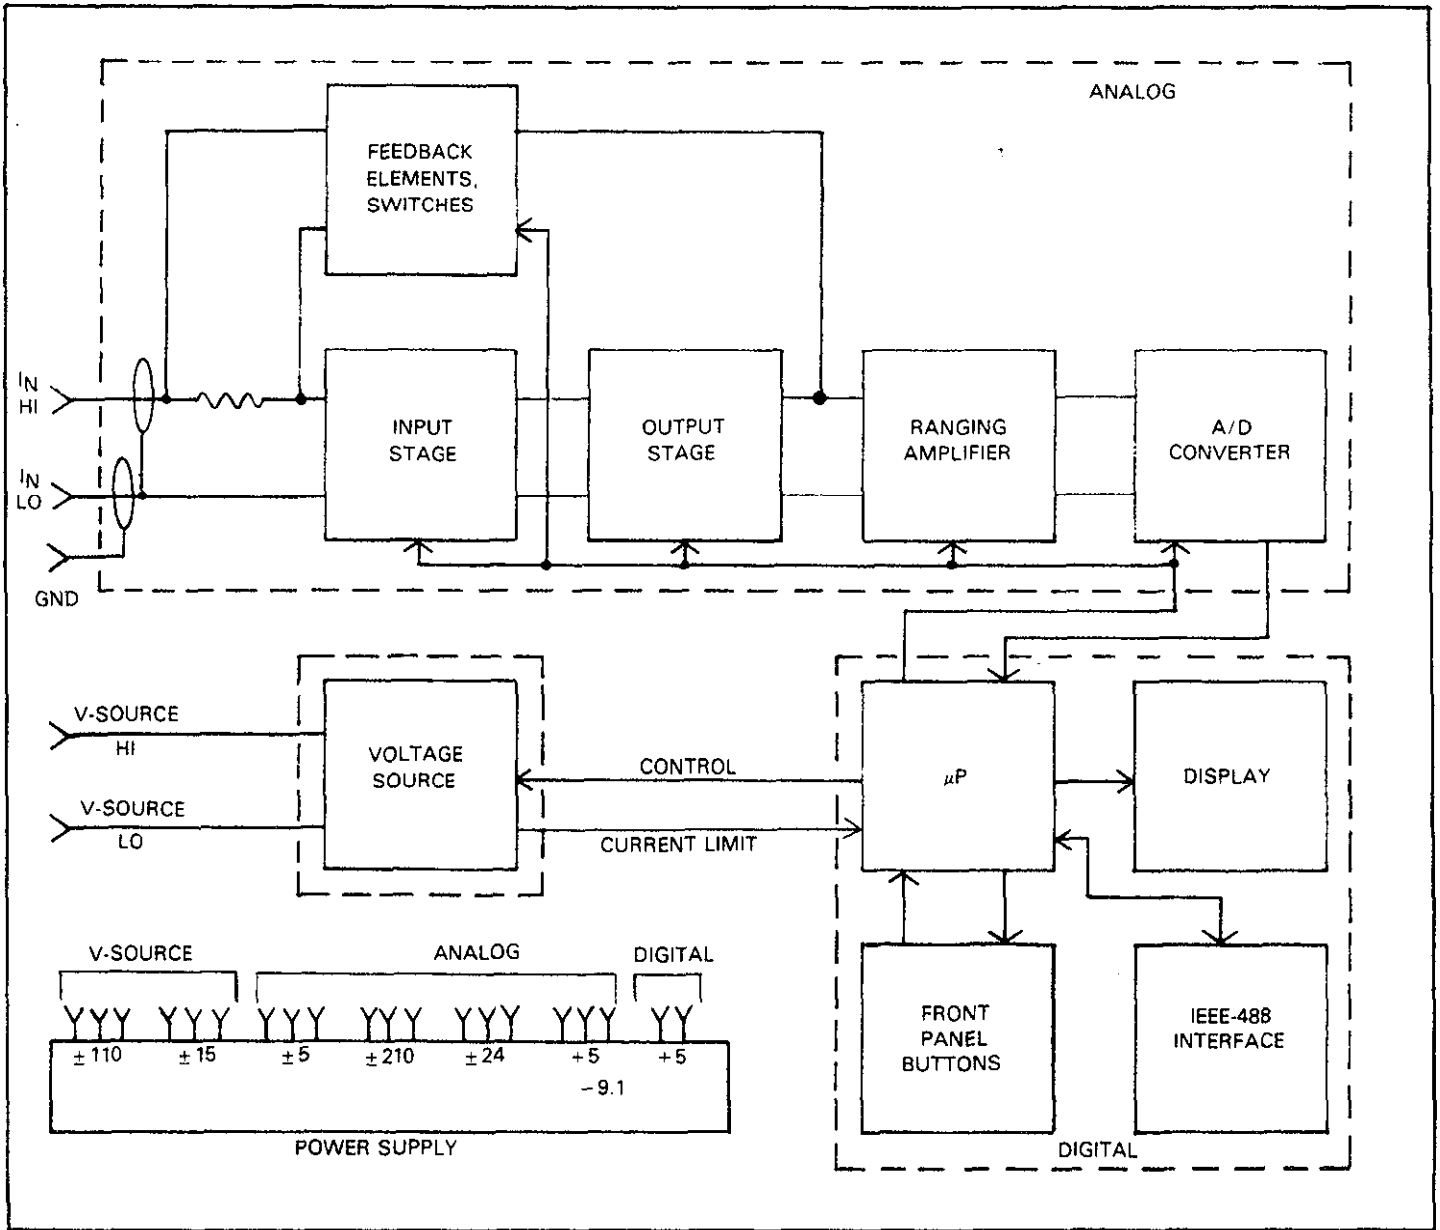 ANALOG
FEEDBACK
ELEMENTS,
SWITCHES
IN
HI
INPUT
STAGE
OUTPUT
STAGE
RANGING
AMPLIFIER
A/D
CONVERTER
IN
LO
GND
V-SOURCE
HI
VOLTAGE
SOURCE
CONTROL
μP
DISPLAY
V-SOURCE
LO
CURRENT LIMIT
V-SOURCE
ANALOG
DIGITAL
±110
±15
±5
±210
±24
+5
-9.1
+5
POWER SUPPLY
FRONT
PANEL
BUTTONS
IEEE-488
INTERFACE
DIGITAL